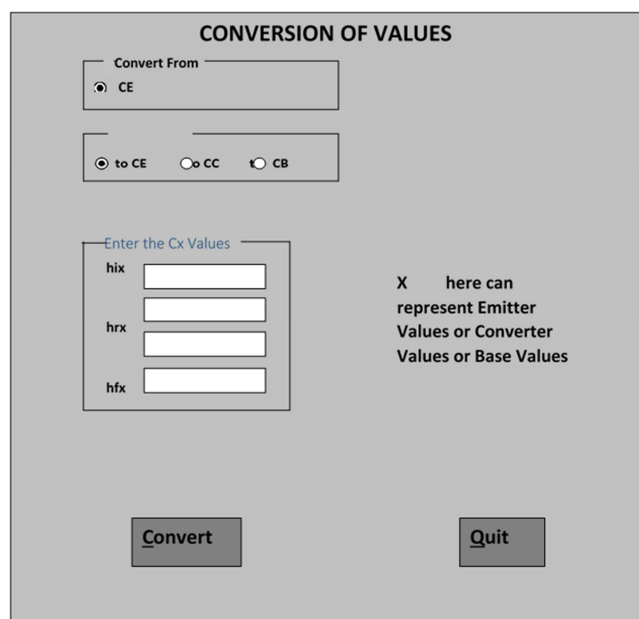 CONVERSION OF VALUES
Convert From
CE
to CE o CC t CB
Enter the Cx Values
hix
hrx
hfx
X here can
represent Emitter
Values or Converter
Values or Base Values
Convert Quit